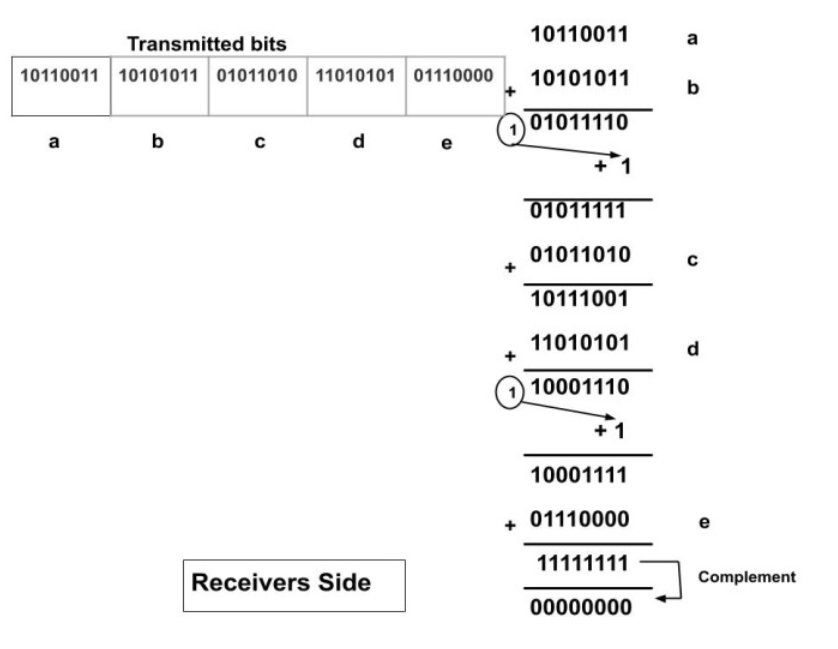 Transmitted bits
10110011 10101011 01011010 11010101 01110000
a b c d e
10110011 a
+ 10101011 b
1 01011110
+ 1
01011111
+ 01011010 c
10111001
+ 11010101 d
1 10001110
+ 1
10001111
+ 01110000 e
11111111
Complement
00000000
Receivers Side